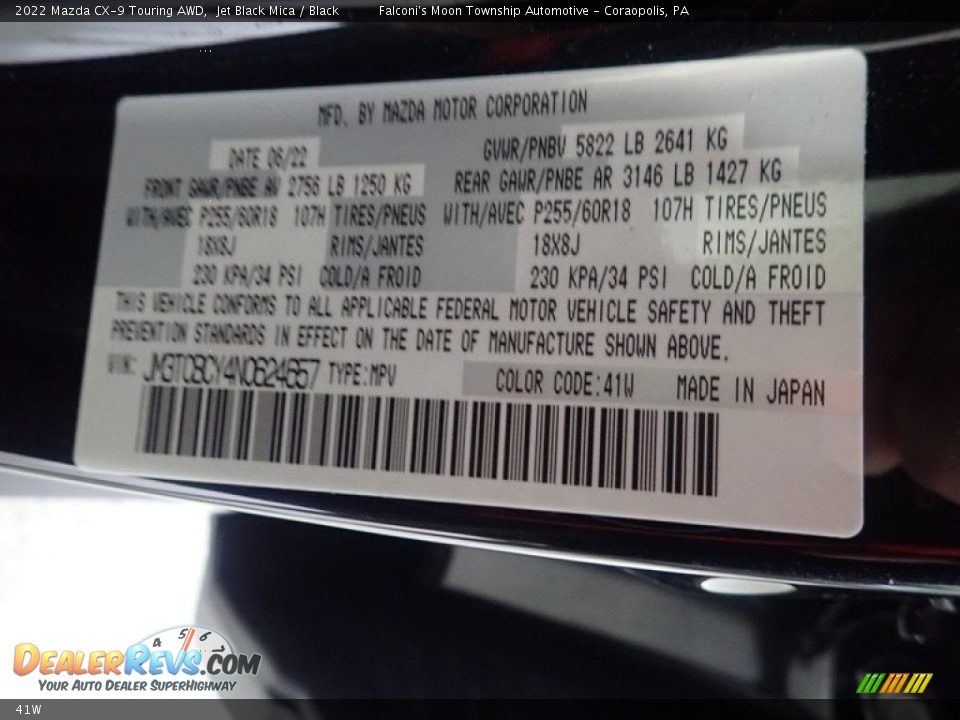 2022 Mazda CX-9 Touring AWD, Jet Black Mica / Black Falconi's Moon Township Automotive - Coraopolis, PA
MFD. BY MAZDA MOTOR CORPORATION
DATE 06/22 GVWR/PNBV 5822 LB 2641 KG
FRONT GAWR/PNBE AV 2756 LB 1250 KG REAR GAWR/PNBE AR 3146 LB 1427 KG
WITH/AVEC P255/60R18 107H TIRES/PNEUS WITH/AVEC P255/60R18 107H TIRES/PNEUS
18X8J RIMS/JANTES 18X8J RIMS/JANTES
230 KPA/34 PSI COLD/A FROID 230 KPA/34 PSI COLD/A FROID
THIS VEHICLE CONFORMS TO ALL APPLICABLE FEDERAL MOTOR VEHICLE SAFETY AND THEFT
PREVENTION STANDARDS IN EFFECT ON THE DATE OF MANUFACTURE SHOWN ABOVE.
VIN: JM3TCBCY4N0624657 TYPE:MPV COLOR CODE:41W MADE IN JAPAN
4 5 6
DEALERREVS.COM
YOUR AUTO DEALER SUPERHIGHWAY
41W